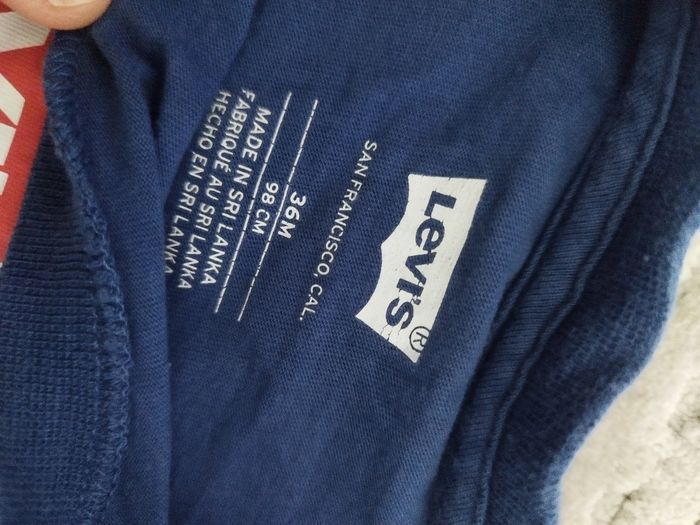 Levi's®
SAN FRANCISCO, CAL.
36M
98 CM
MADE IN SRI LANKA
FABRIQUÉ AU SRI LANKA
HECHO EN SRI LANKA